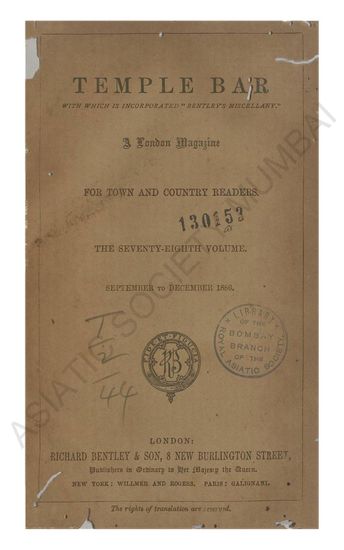 TEMPLE BAR
WITH WHICH IS INCORPORATED "BENTLEY'S MISCELLANY."
A London Magazine
FOR TOWN AND COUNTRY READERS.
130153
THE SEVENTY-EIGHTH VOLUME.
SEPTEMBER TO DECEMBER 1886.
LIBRARY
OF THE
BOMBAY
BRANCH
OF THE
ROYAL ASIATIC SOCIETY
44
LONDON:
RICHARD BENTLEY & SON, 8 NEW BURLINGTON STREET,
Publishers in Ordinary to Her Majesty the Queen.
NEW YORK: WILLMER AND ROGERS. PARIS: GALIGNANI.
The rights of translation are reserved.
ASIATIC SOCIETY MUMBAI